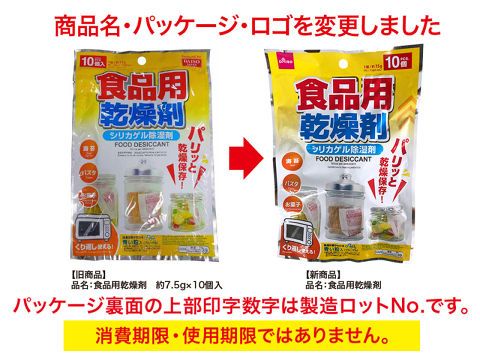 商品名・パッケージ・ロゴを変更しました
10個入
DAISO
食品用
乾燥剤
シリカゲル除湿剤
FOOD DESICCANT
パリッと
乾燥保存！
海苔
パスタ
お菓子
くり返し使える！
DAISO
10個
食品用
乾燥剤
シリカゲル除湿剤
FOOD DESICCANT
パリッと
乾燥保存！
海苔
パスタ
お菓子
くり返し使える！
【旧商品】
品名：食品用乾燥剤　約7.5g×10個入
【新商品】
品名：食品用乾燥剤
パッケージ裏面の上部印字数字は製造ロットNo.です。
消費期限・使用期限ではありません。